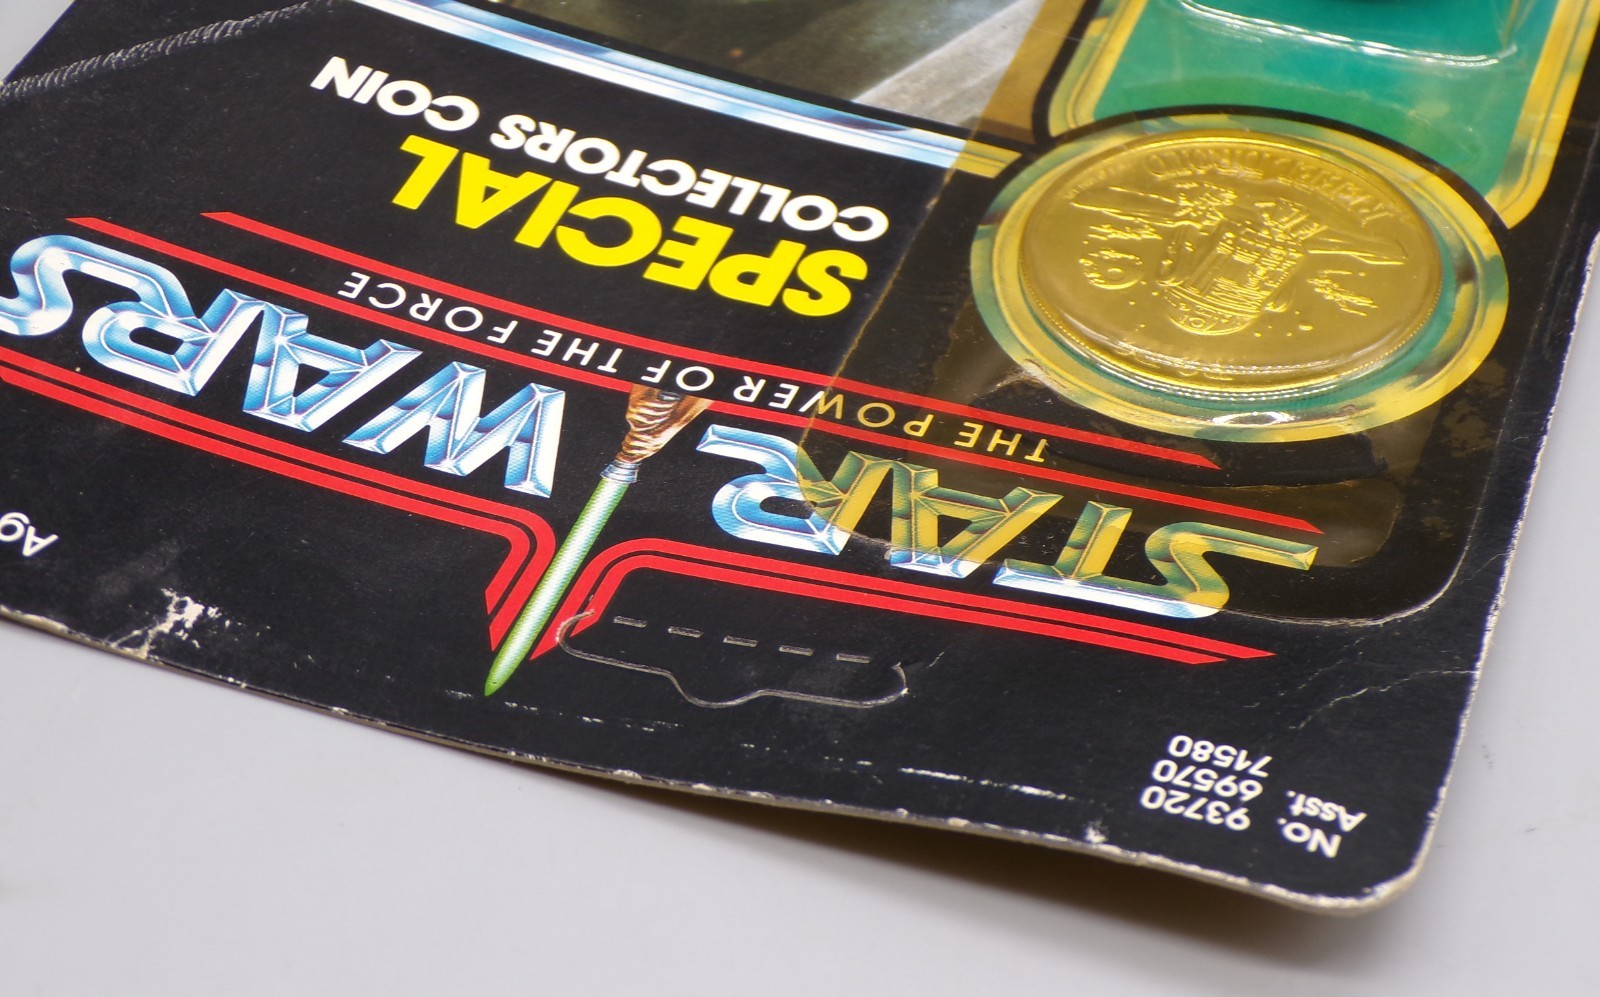 No. 93720
Asst. 69570
71580
STAR WARS
THE POWER OF THE FORCE
SPECIAL
COLLECTORS COIN